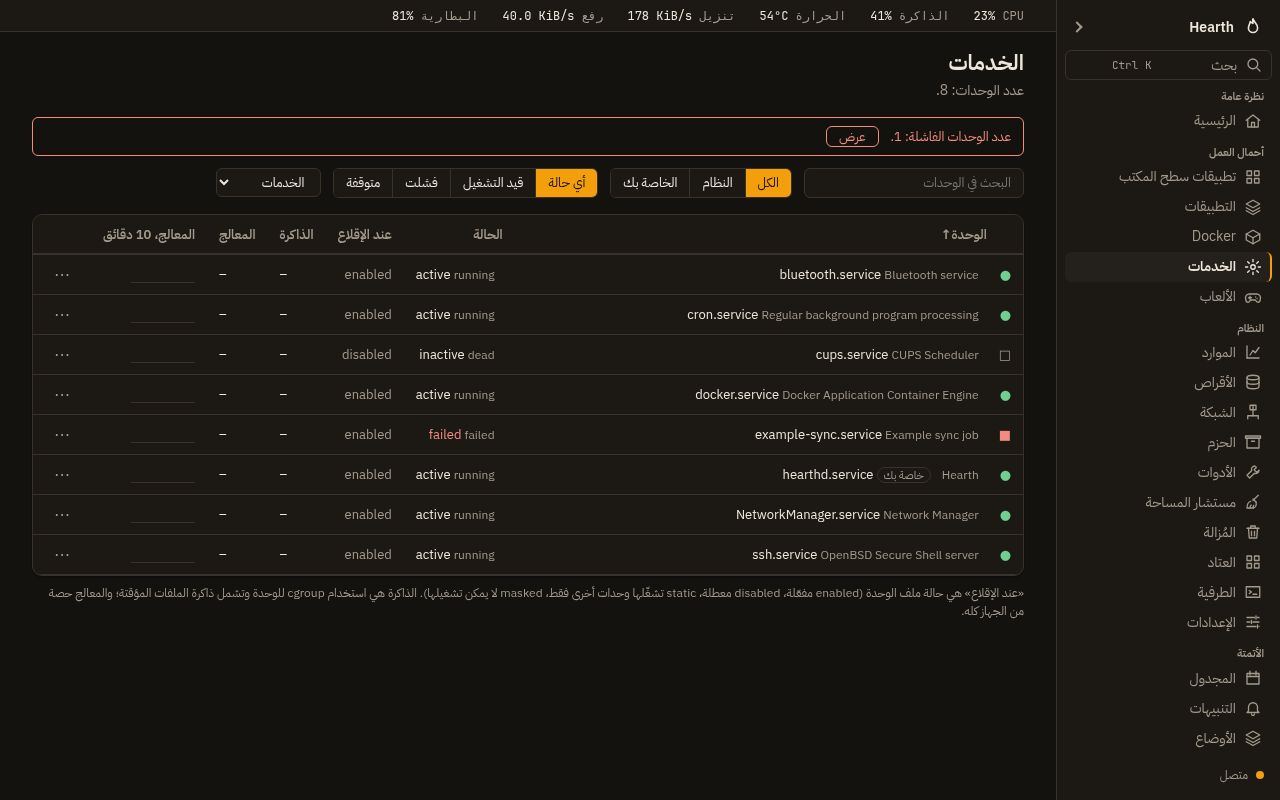 CPU 23% الذاكرة 41% الحرارة 54°C تنزيل 178 KiB/s رفع 40.0 KiB/s البطارية 81%
Hearth
بحث Ctrl K
نظرة عامة
الرئيسية
أحمال العمل
تطبيقات سطح المكتب
التطبيقات
Docker
الخدمات
الألعاب
النظام
الموارد
الأقراص
الشبكة
الحزم
الأدوات
مستشار المساحة
المُزالة
العتاد
الطرفية
الإعدادات
الأتمتة
المجدول
التنبيهات
الأوضاع
متصل
الخدمات
عدد الوحدات: 8.
عدد الوحدات الفاشلة: 1. عرض
البحث في الوحدات الكل النظام الخاصة بك أي حالة قيد التشغيل فشلت متوقفة الخدمات
الوحدة↑ الحالة عند الإقلاع الذاكرة المعالج المعالج، 10 دقائق
bluetooth.service Bluetooth service active running enabled – – ···
cron.service Regular background program processing active running enabled – – ···
cups.service CUPS Scheduler inactive dead disabled – – ···
docker.service Docker Application Container Engine active running enabled – – ···
example-sync.service Example sync job failed failed enabled – – ···
hearthd.service خاصة بك Hearth active running enabled – – ···
NetworkManager.service Network Manager active running enabled – – ···
ssh.service OpenBSD Secure Shell server active running enabled – – ···
«عند الإقلاع» هي حالة ملف الوحدة (enabled مفعّلة، disabled معطلة، static تشغّلها وحدات أخرى فقط، masked لا يمكن تشغيلها). الذاكرة هي استخدام cgroup للوحدة وتشمل ذاكرة الملفات المؤقتة؛ والمعالج حصة
من الجهاز كله.